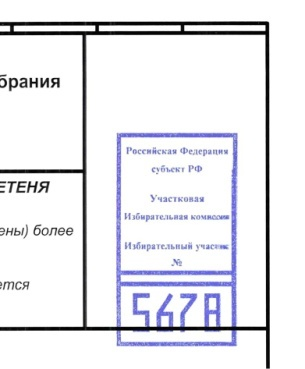 брания
ЕТЕНЯ
ены) более
ется
Российская Федерация
субъект РФ
Участковая
Избирательная комиссия
Избирательный участок
№
5678